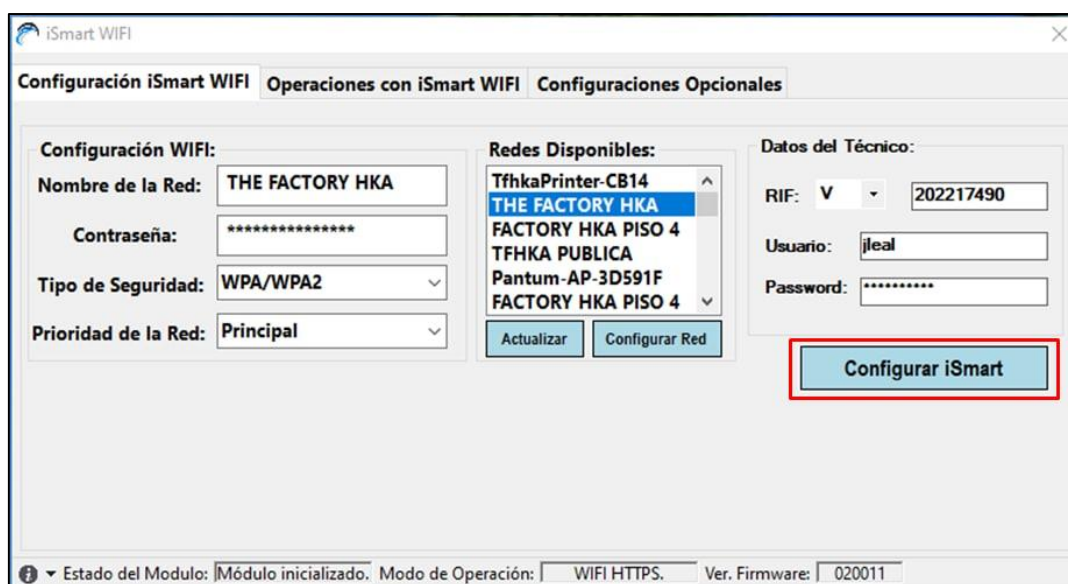 iSmart WIFI
Configuración iSmart WIFI Operaciones con iSmart WIFI Configuraciones Opcionales
Configuración WIFI:
Nombre de la Red: THE FACTORY HKA
Contraseña: ***************
Tipo de Seguridad: WPA/WPA2
Prioridad de la Red: Principal
Redes Disponibles:
TfhkaPrinter-CB14
THE FACTORY HKA
FACTORY HKA PISO 4
TFHKA PUBLICA
Pantum-AP-3D591F
FACTORY HKA PISO 4
Actualizar Configurar Red
Datos del Técnico:
RIF: V 202217490
Usuario: jleal
Password: **********
Configurar iSmart
Estado del Modulo: Módulo inicializado. Modo de Operación: WIFI HTTPS. Ver. Firmware: 020011